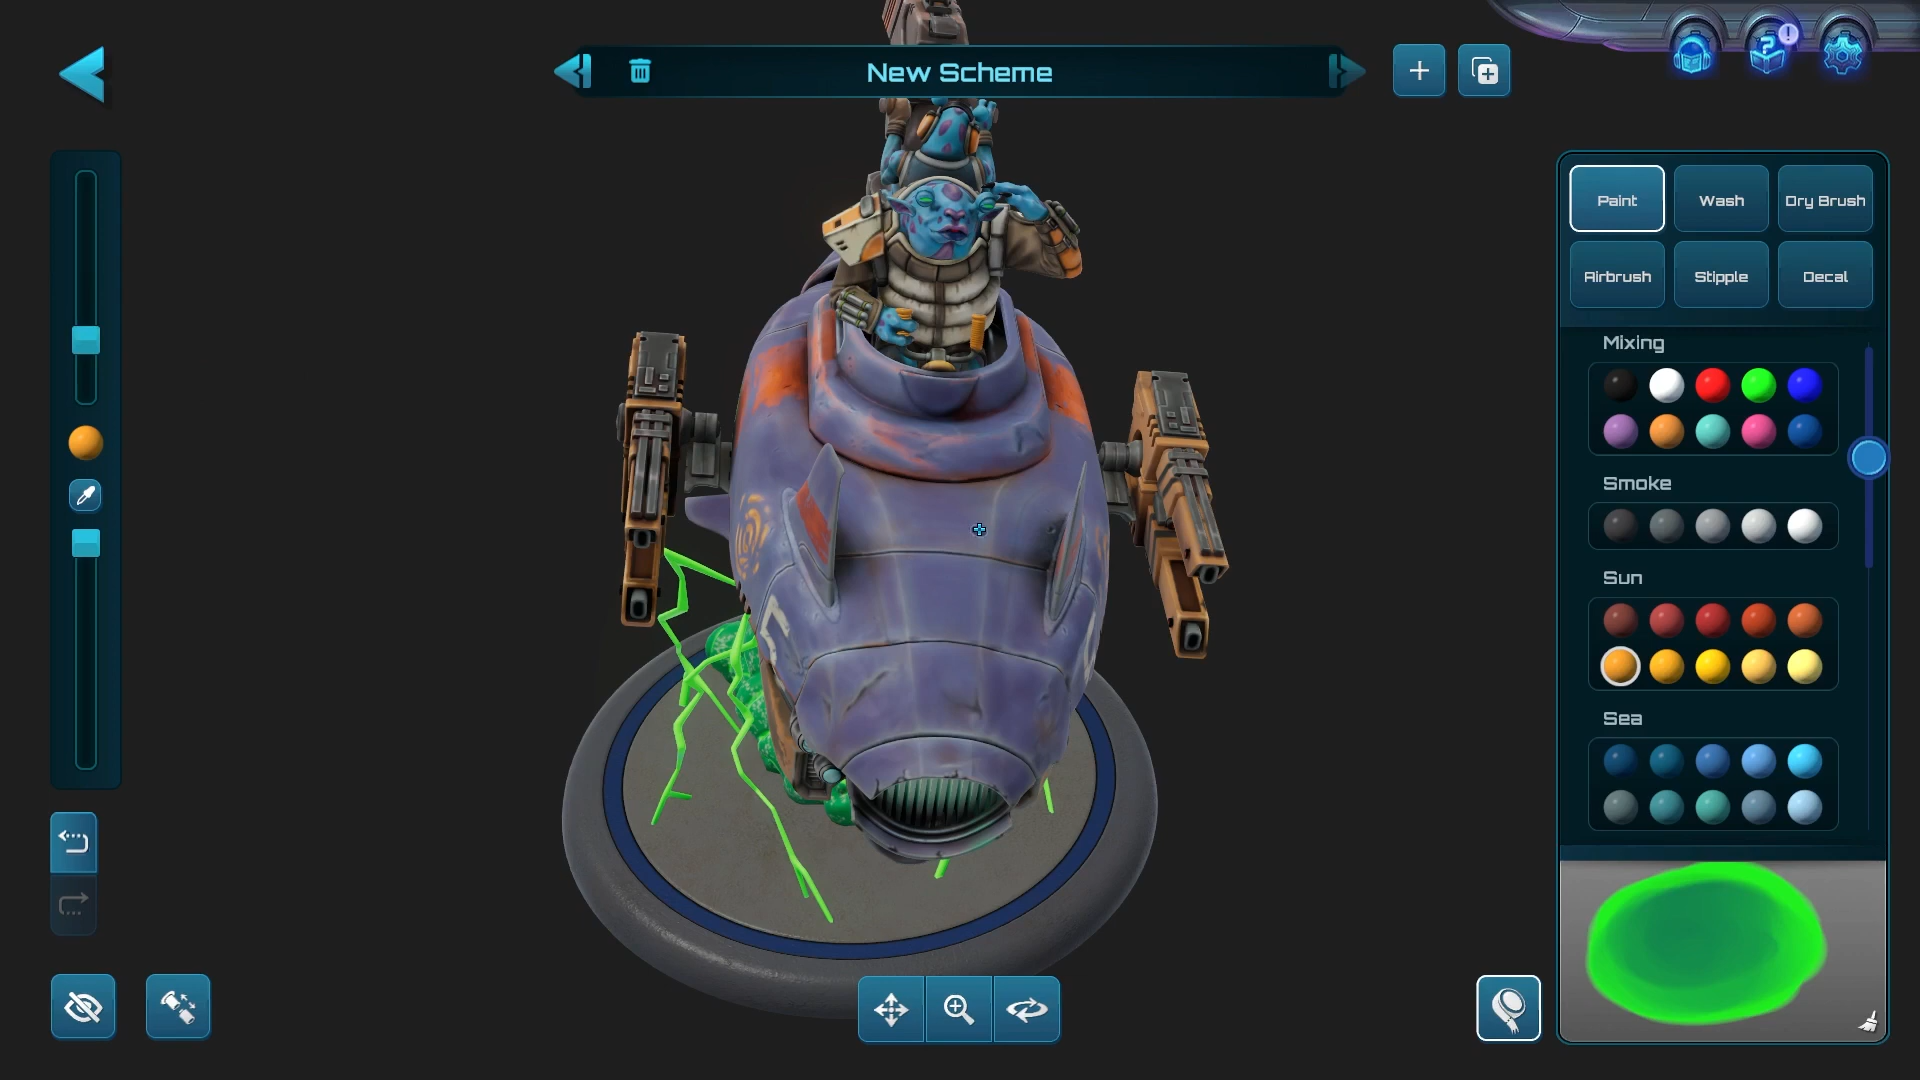 New Scheme
Paint
Wash
Dry Brush
Airbrush
Stipple
Decal
Mixing
Smoke
Sun
Sea